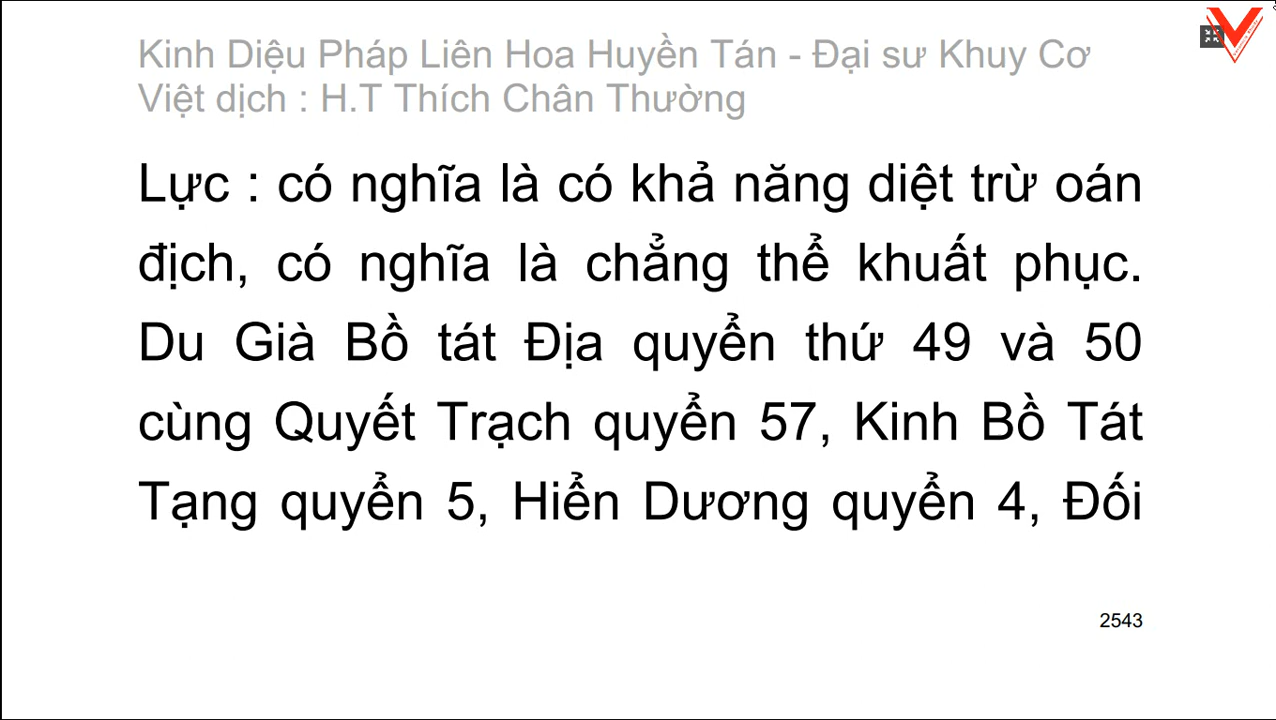 Kinh Diệu Pháp Liên Hoa Huyền Tán - Đại sư Khuy Cơ
Việt dịch : H.T Thích Chân Thường
Lực : có nghĩa là có khả năng diệt trừ oán
địch, có nghĩa là chẳng thể khuất phục.
Du Già Bồ tát Địa quyển thứ 49 và 50
cùng Quyết Trạch quyển 57, Kinh Bồ Tát
Tạng quyển 5, Hiển Dương quyển 4, Đối
2543